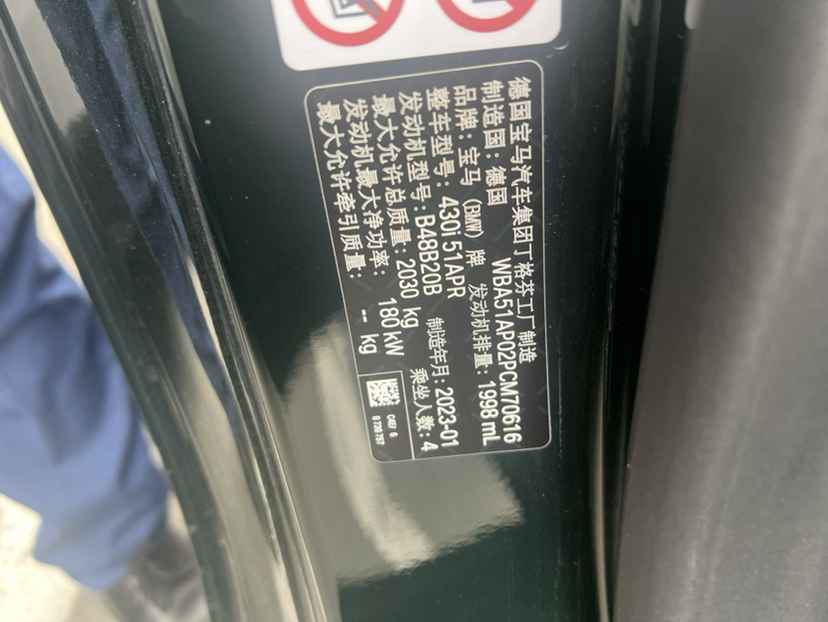 德国宝马汽车集团丁格芬工厂制造
制造国：德国 WBA51AP02PCM70616
品牌：宝马（BMW）牌 发动机排量：1998 mL
整车型号：430I 51APR
发动机型号：B48B20B 制造年月：2023-01
最大允许总质量：2030 kg 乘坐人数：4
发动机最大净功率： 180 kW
最大允许牵引质量： -- kg